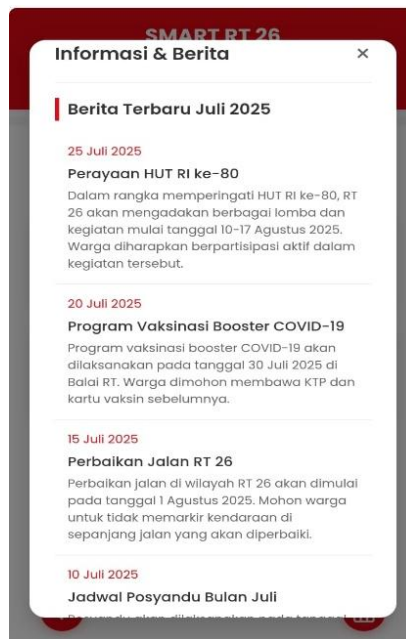 SMART RT 26
Informasi & Berita ×
Berita Terbaru Juli 2025
25 Juli 2025
Perayaan HUT RI ke-80
Dalam rangka memperingati HUT RI ke-80, RT
26 akan mengadakan berbagai lomba dan
kegiatan mulai tanggal 10-17 Agustus 2025.
Warga diharapkan berpartisipasi aktif dalam
kegiatan tersebut.
20 Juli 2025
Program Vaksinasi Booster COVID-19
Program vaksinasi booster COVID-19 akan
dilaksanakan pada tanggal 30 Juli 2025 di
Balai RT. Warga dimohon membawa KTP dan
kartu vaksin sebelumnya.
15 Juli 2025
Perbaikan Jalan RT 26
Perbaikan jalan di wilayah RT 26 akan dimulai
pada tanggal 1 Agustus 2025. Mohon warga
untuk tidak memarkir kendaraan di
sepanjang jalan yang akan diperbaiki.
10 Juli 2025
Jadwal Posyandu Bulan Juli
Posyandu akan dilaksanakan pada tanggal